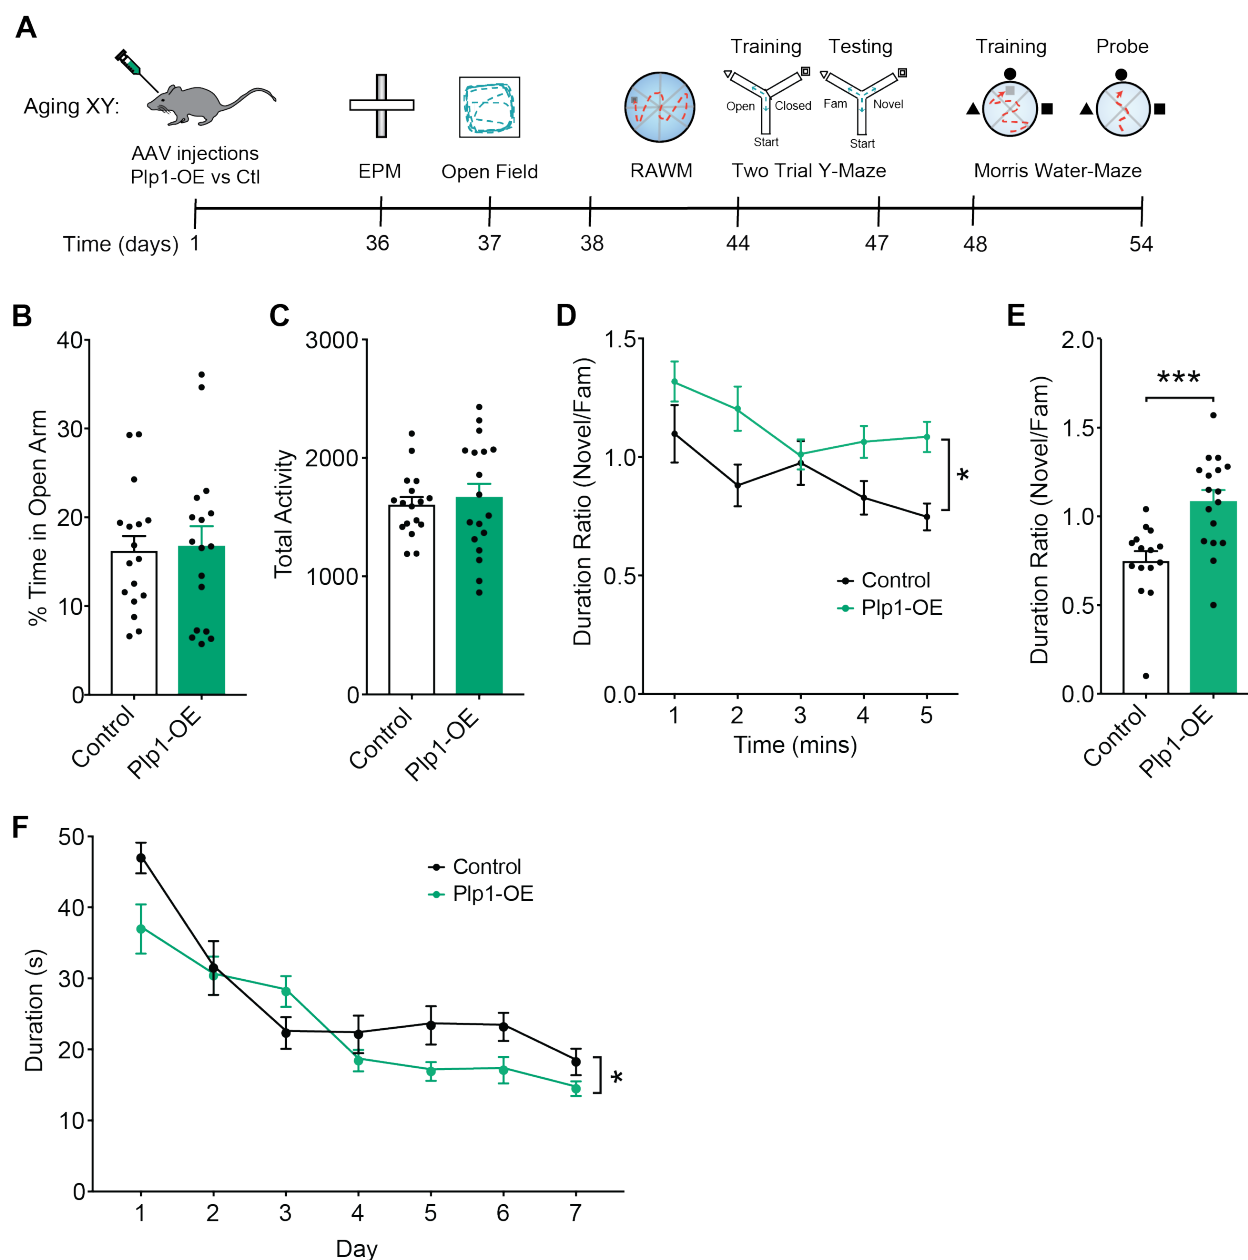 A
Training
Testing
Training
Probe
Aging XY:
Open
Closed
Fam
Novel
Start
Start
AAV injections
Plp1-OE vs Ctl
EPM
Open Field
RAWM
Two Trial Y-Maze
Morris Water-Maze
Time (days)
1
36
37
38
44
47
48
54
B
% Time in Open Arm
40
30
20
10
0
Control
Plp1-OE
C
Total Activity
3000
2000
1000
0
Control
Plp1-OE
D
Duration Ratio (Novel/Fam)
1.5
1.0
0.5
0.0
*
Control
Plp1-OE
1 2 3 4 5
Time (mins)
E
Duration Ratio (Novel/Fam)
2.0
1.5
1.0
0.5
0.0
***
Control
Plp1-OE
F
Duration (s)
50
40
30
20
10
0
Control
Plp1-OE
*
1 2 3 4 5 6 7
Day